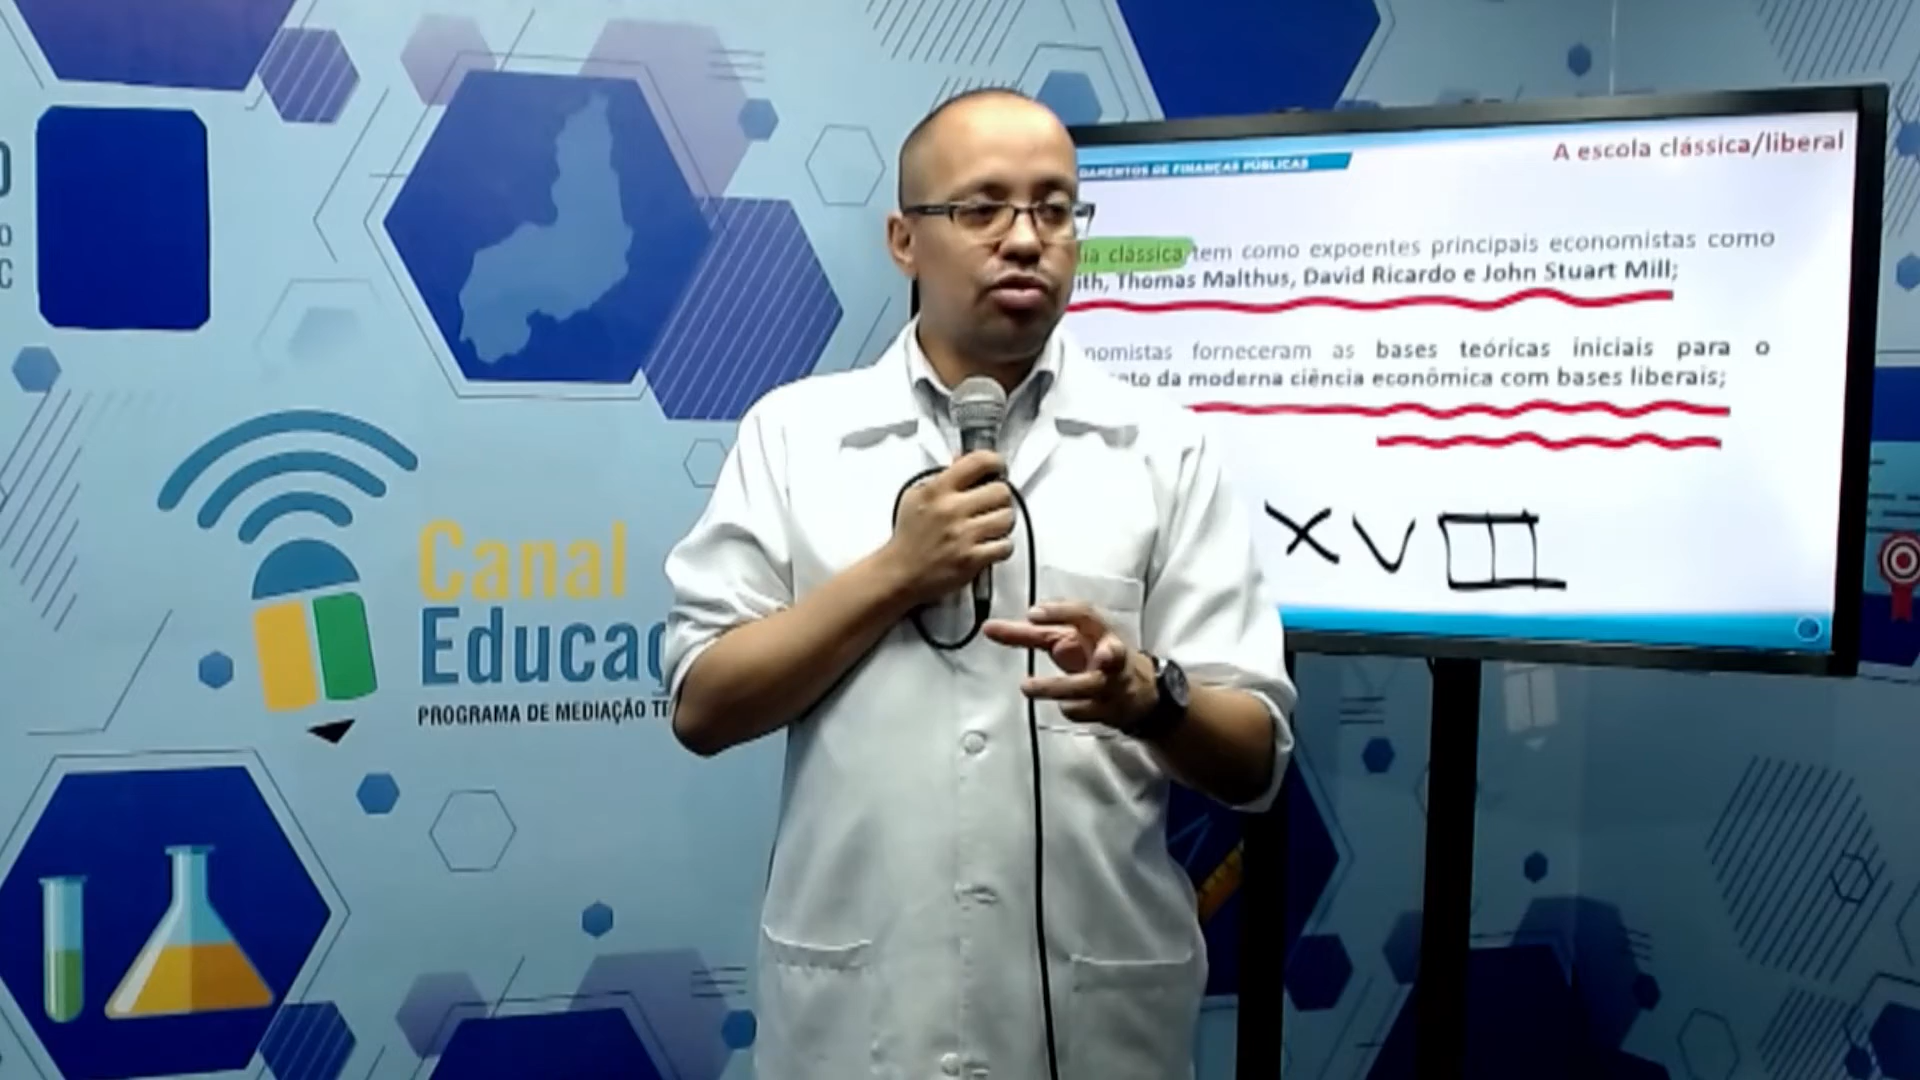 Canal
Educaç
PROGRAMA DE MEDIAÇÃO TE
DAMENTOS DE FINANÇAS PÚBLICAS
A escola clássica/liberal
ia clássica tem como expoentes principais economistas como
ith, Thomas Malthus, David Ricardo e John Stuart Mill;
nomistas forneceram as bases teóricas iniciais para o
nto da moderna ciência econômica com bases liberais;
XVIII